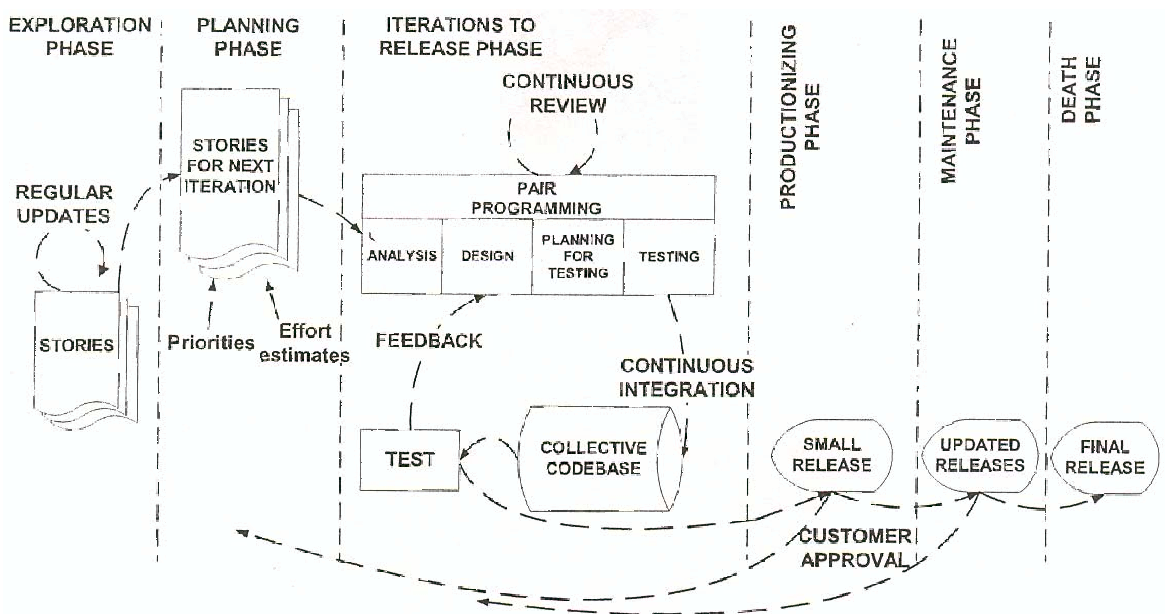 EXPLORATION
PHASE
PLANNING
PHASE
ITERATIONS TO
RELEASE PHASE
PRODUCTIONIZING
PHASE
MAINTENANCE
PHASE
DEATH
PHASE
CONTINUOUS
REVIEW
STORIES
FOR NEXT
ITERATION
REGULAR
UPDATES
PAIR
PROGRAMMING
ANALYSIS
DESIGN
PLANNING
FOR
TESTING
TESTING
STORIES
Priorities
Effort
estimates
FEEDBACK
CONTINUOUS
INTEGRATION
TEST
COLLECTIVE
CODEBASE
SMALL
RELEASE
UPDATED
RELEASES
FINAL
RELEASE
CUSTOMER
APPROVAL